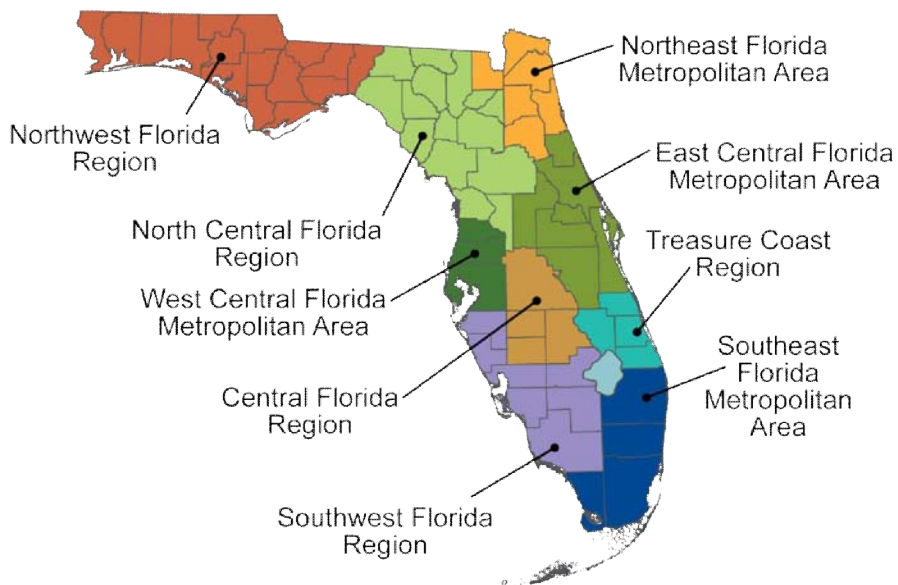 Northeast Florida
Metropolitan Area
Northwest Florida
Region
East Central Florida
Metropolitan Area
North Central Florida
Region
Treasure Coast
Region
West Central Florida
Metropolitan Area
Southeast
Florida
Metropolitan
Area
Central Florida
Region
Southwest Florida
Region